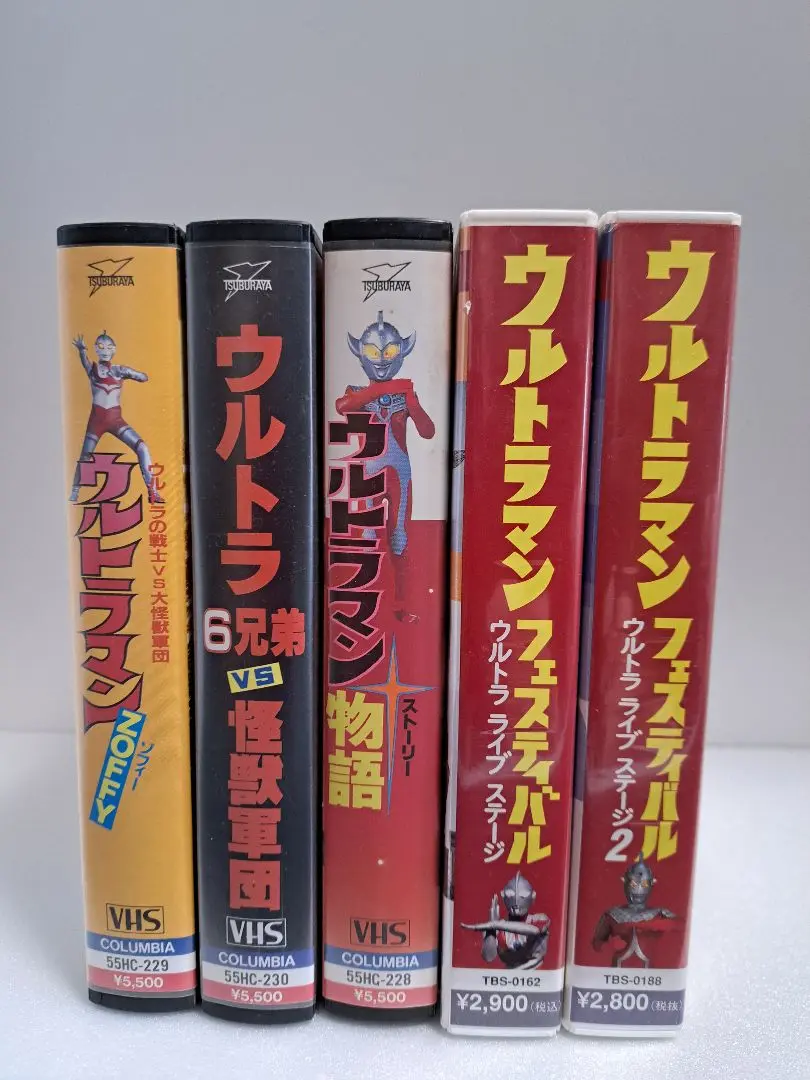 TSUBURAYA
ウルトラの戦士VS大怪獣軍団
ウルトラマン
ゾフィー
ZOFFY
VHS
COLUMBIA
55HC-229
¥5,500
TSUBURAYA
ウルトラ
6兄弟
VS
怪獣軍団
VHS
COLUMBIA
55HC-230
¥5,500
TSUBURAYA
ウルトラマン
物語
ストーリー
VHS
COLUMBIA
55HC-228
¥5,500
ウルトラマン フェスティバル
ウルトラ ライブ ステージ
TBS-0162
¥2,900(税込)
ウルトラマン フェスティバル
ウルトラ ライブ ステージ2
TBS-0188
¥2,800(税抜)